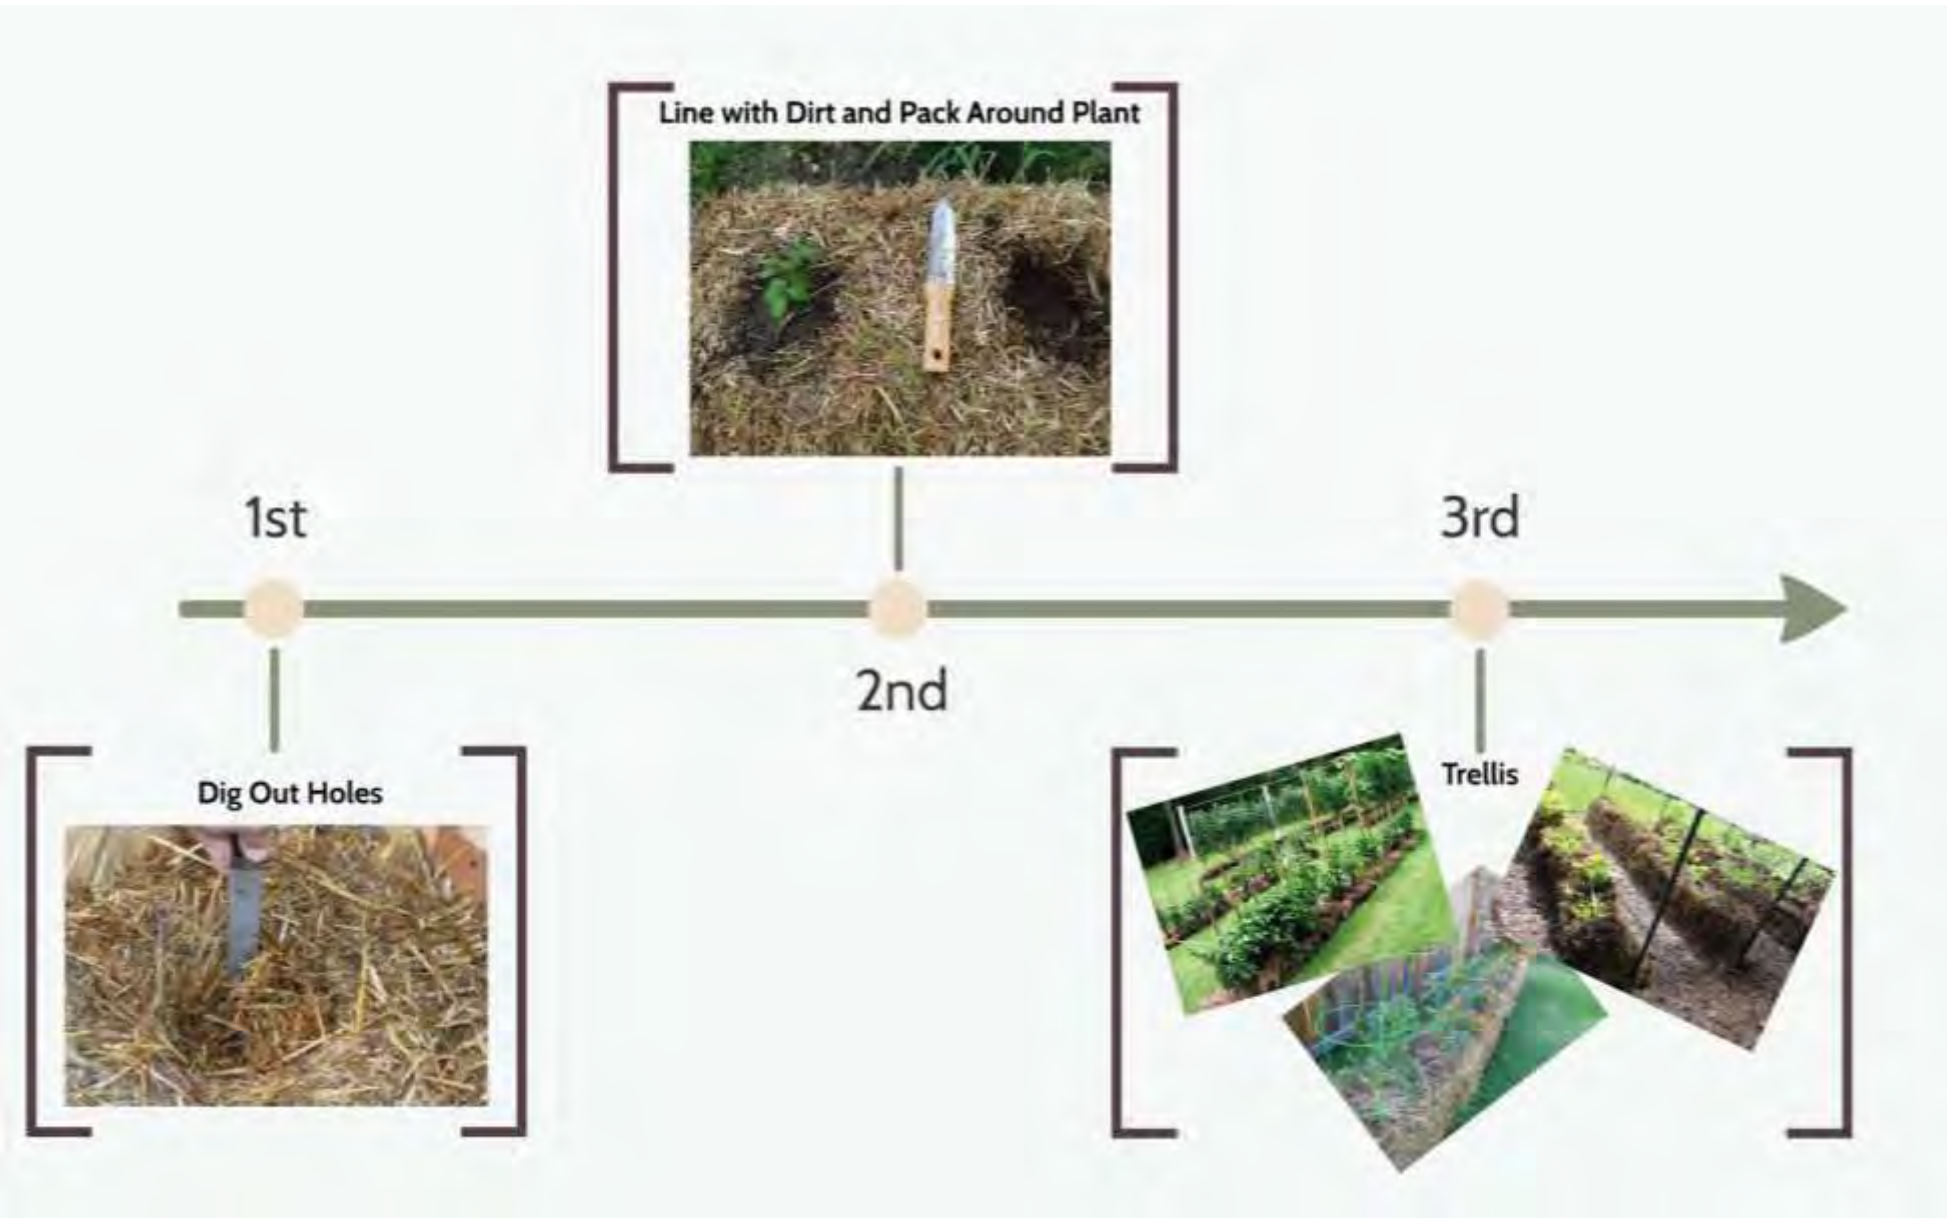 Line with Dirt and Pack Around Plant
1st
3rd
2nd
Dig Out Holes
Trellis